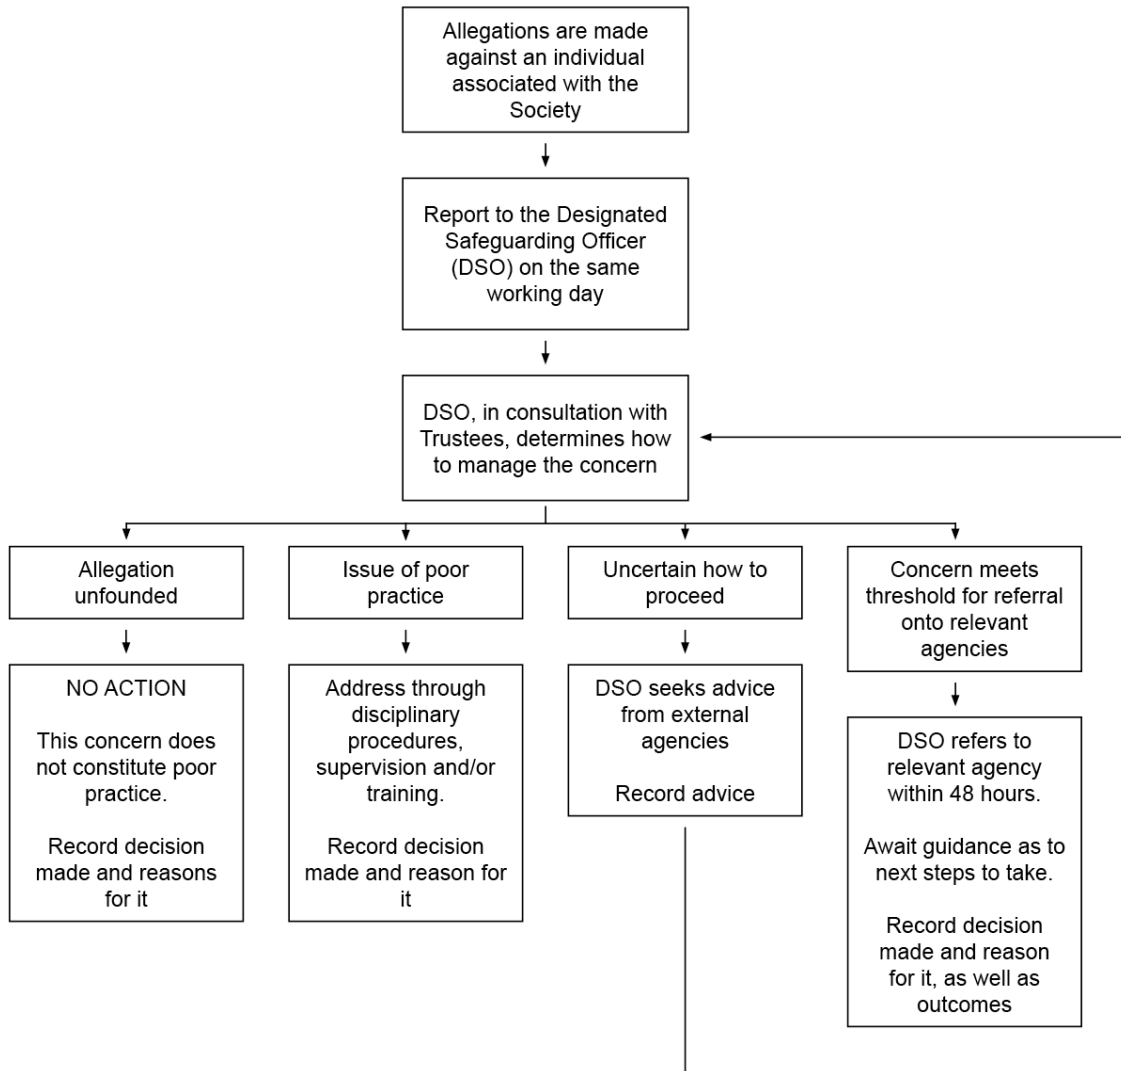 Allegations are made
against an individual
associated with the
Society
Report to the Designated
Safeguarding Officer
(DSO) on the same
working day
DSO, in consultation with
Trustees, determines how
to manage the concern
Allegation
unfounded
NO ACTION
This concern does
not constitute poor
practice.
Record decision
made and reasons
for it
Issue of poor
practice
Address through
disciplinary
procedures,
supervision and/or
training.
Record decision
made and reason for
it
Uncertain how to
proceed
DSO seeks advice
from external
agencies
Record advice
Concern meets
threshold for referral
onto relevant
agencies
DSO refers to
relevant agency
within 48 hours.
Await guidance as to
next steps to take.
Record decision
made and reason
for it, as well as
outcomes